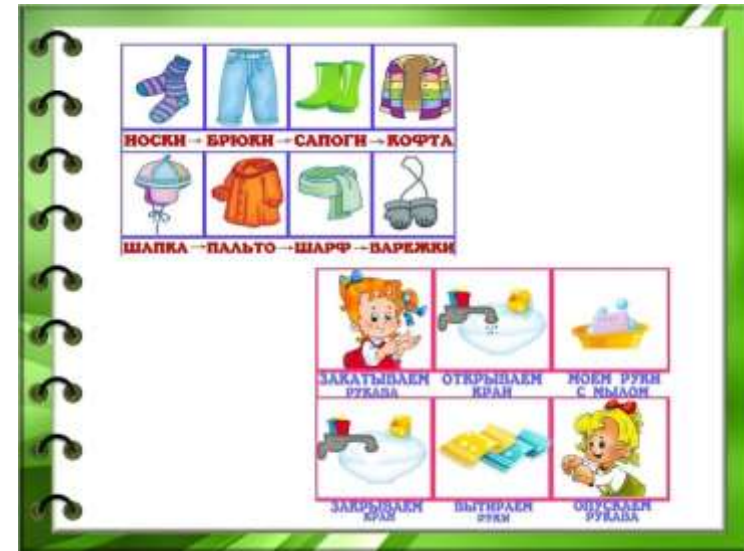 НОСКИ→БРЮКИ→САПОГИ→КОФТА
ШАПКА→ПАЛЬТО→ШАРФ→ВАРЕЖКИ
ЗАКАТЫВАЕМ РУКАВА
ОТКРЫВАЕМ КРАН
МОЕМ РУКИ С МЫЛОМ
ЗАКРЫВАЕМ КРАН
ВЫТИРАЕМ РУКИ
ОПУСКАЕМ РУКАВА